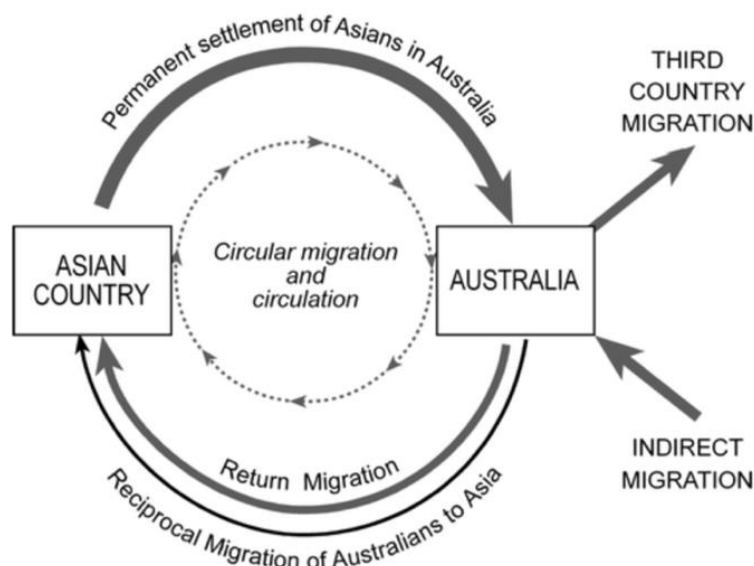 Permanent settlement of Asians in Australia
THIRD
COUNTRY
MIGRATION
ASIAN
COUNTRY
Circular migration
and
circulation
AUSTRALIA
Return Migration
Reciprocal Migration of Australians to Asia
INDIRECT
MIGRATION